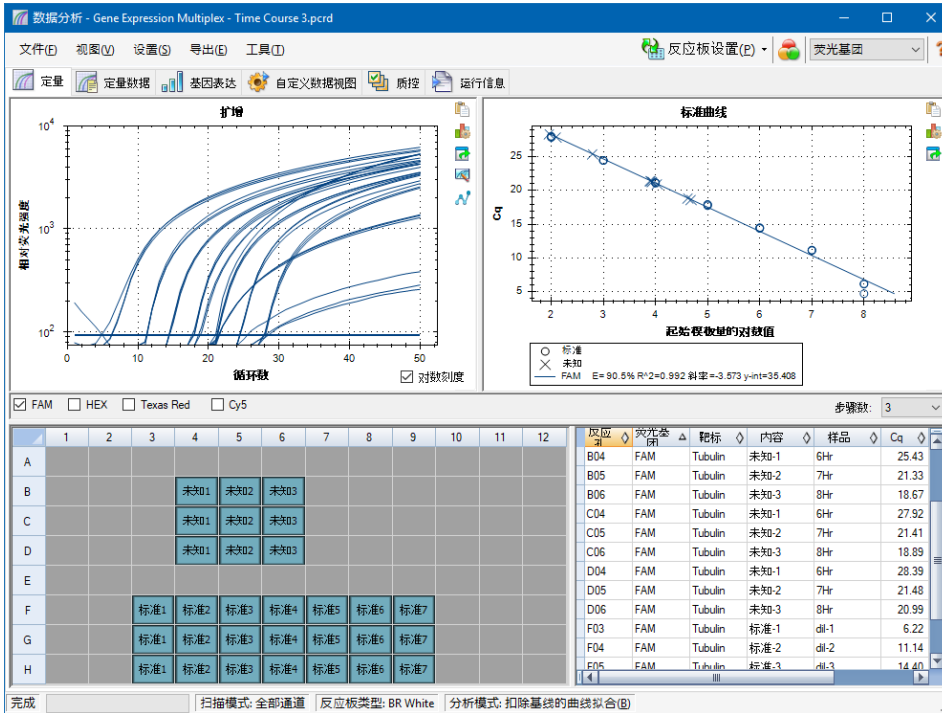 数据分析 - Gene Expression Multiplex - Time Course 3.pcrd
文件(F) 视图(V) 设置(S) 导出(E) 工具(T) 反应板设置(P) 荧光基团
定量 定量数据 基因表达 自定义数据视图 质控 运行信息
扩增
10^4
10^3
10^2
相对荧光强度
0 10 20 30 40 50
循环数
对数刻度
标准曲线
25
20
15
10
5
Cq
2 3 4 5 6 7 8
起始模板量的对数值
标准
未知
FAM E= 90.5% R^2=0.992 斜率=-3.573 y-int=35.408
FAM HEX Texas Red Cy5 步骤数: 3
1 2 3 4 5 6 7 8 9 10 11 12
A
B 未知1 未知2 未知3
C 未知1 未知2 未知3
D 未知1 未知2 未知3
E
F 标准1 标准2 标准3 标准4 标准5 标准6 标准7
G 标准1 标准2 标准3 标准4 标准5 标准6 标准7
H 标准1 标准2 标准3 标准4 标准5 标准6 标准7
反应孔 荧光基团 靶标 内容 样品 Cq
B04 FAM Tubulin 未知-1 6Hr 25.43
B05 FAM Tubulin 未知-2 7Hr 21.33
B06 FAM Tubulin 未知-3 8Hr 18.67
C04 FAM Tubulin 未知-1 6Hr 27.92
C05 FAM Tubulin 未知-2 7Hr 21.41
C06 FAM Tubulin 未知-3 8Hr 18.89
D04 FAM Tubulin 未知-1 6Hr 28.39
D05 FAM Tubulin 未知-2 7Hr 21.48
D06 FAM Tubulin 未知-3 8Hr 20.99
F03 FAM Tubulin 标准-1 dil-1 6.22
F04 FAM Tubulin 标准-2 dil-2 11.14
F05 FAM Tubulin 标准-3 dil-3 14.40
完成 扫描模式: 全部通道 反应板类型: BR White 分析模式: 扣除基线的曲线拟合(B)